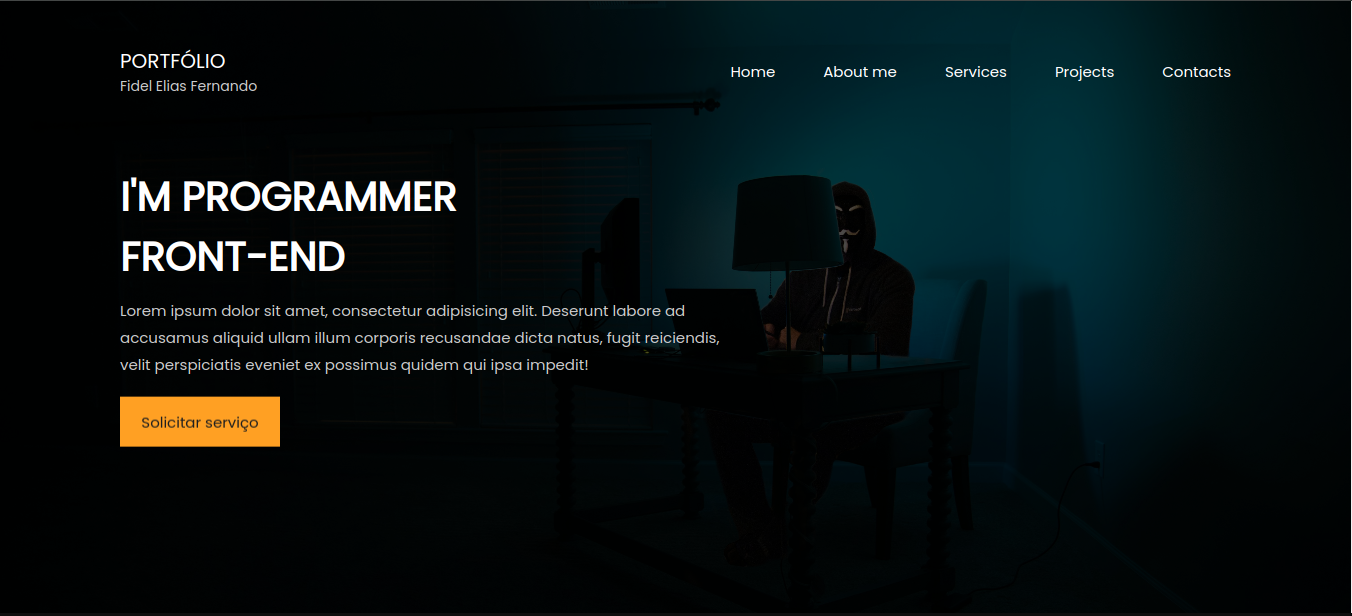 PORTFÓLIO
Fidel Elias Fernando
Home About me Services Projects Contacts
I'M PROGRAMMER
FRONT-END
Lorem ipsum dolor sit amet, consectetur adipisicing elit. Deserunt labore ad
accusamus aliquid ullam illum corporis recusandae dicta natus, fugit reiciendis,
velit perspiciatis eveniet ex possimus quidem qui ipsa impedit!
Solicitar serviço